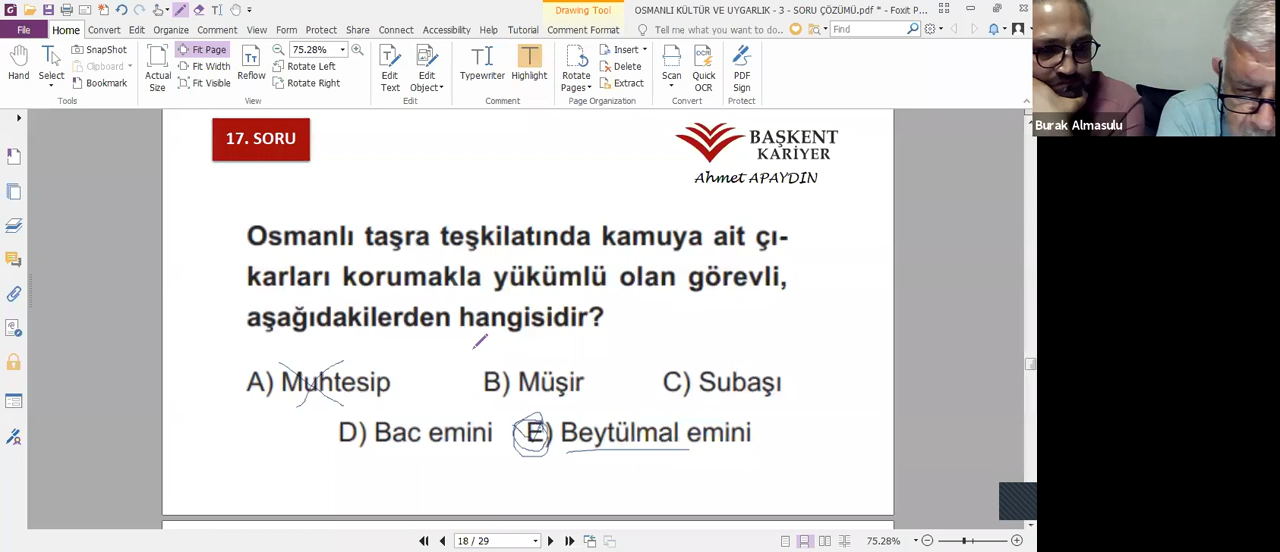 Drawing Tool
OSMANLI KÜLTÜR VE UYGARLIK - 3 - SORU ÇÖZÜMÜ.pdf * - Foxit P...
File Home Convert Edit Organize Comment View Form Protect Share Connect Accessibility Help Tutorial Comment Format Tell me what you want to do... Find
Hand
Select
SnapShot
Clipboard
Bookmark
Tools
Actual Size
Fit Page
Fit Width
Fit Visible
Reflow
75.28%
Rotate Left
Rotate Right
View
Edit Text
Edit Object
Edit
Typewriter
Highlight
Comment
Rotate Pages
Insert
Delete
Extract
Page Organization
Scan
Quick OCR
Convert
PDF Sign
Protect
Burak Almasulu
17. SORU
BAŞKENT
KARİYER
Ahmet APAYDIN
Osmanlı taşra teşkilatında kamuya ait çı-
karları korumakla yükümlü olan görevli,
aşağıdakilerden hangisidir?
A) Muhtesip B) Müşir C) Subaşı
D) Bac emini E) Beytülmal emini
18 / 29
75.28%